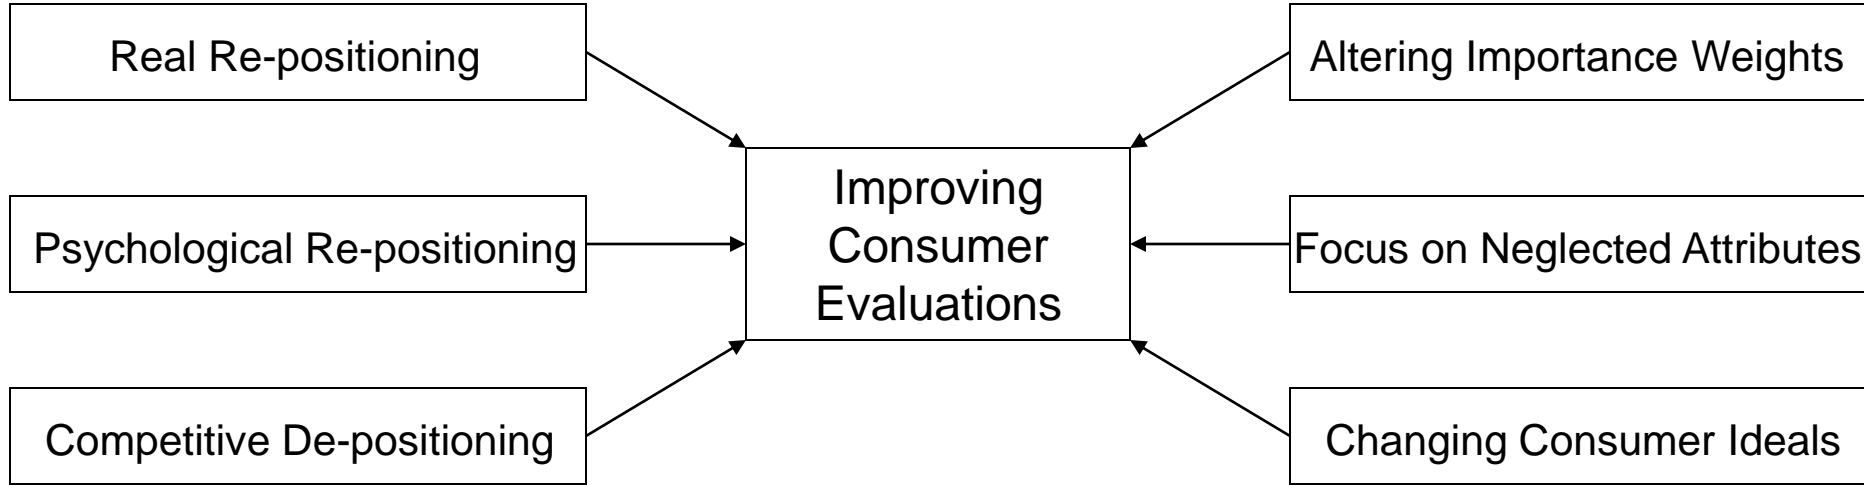 Real Re-positioning
Altering Importance Weights
Improving
Consumer
Evaluations
Psychological Re-positioning
Focus on Neglected Attributes
Competitive De-positioning
Changing Consumer Ideals